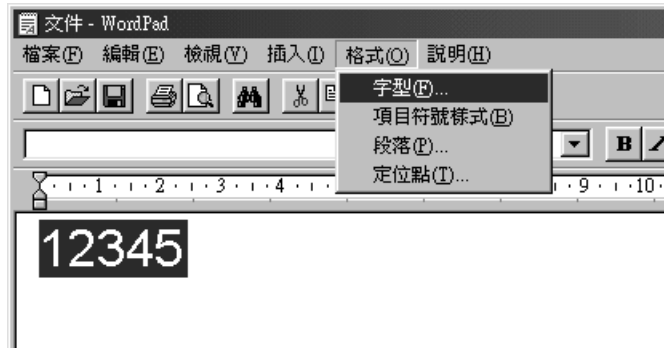 文件 - WordPad
檔案(F) 編輯(E) 檢視(V) 插入(I) 格式(O) 說明(H)
字型(F)...
項目符號樣式(B)
段落(P)...
定位點(T)...
B I
1 2 3 4 9 10
12345